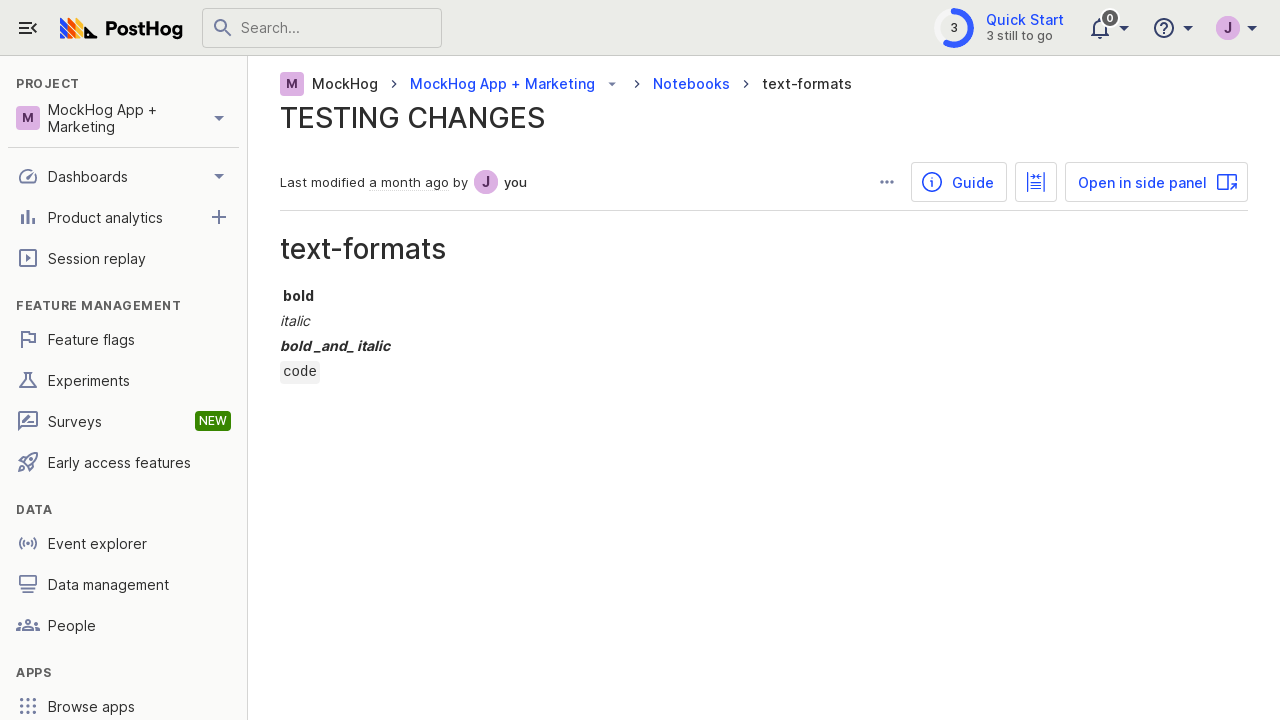 PostHog
Search...
3
Quick Start
3 still to go
0
J
PROJECT
M
MockHog App +
Marketing
Dashboards
Product analytics
Session replay
FEATURE MANAGEMENT
Feature flags
Experiments
Surveys
NEW
Early access features
DATA
Event explorer
Data management
People
APPS
Browse apps
M MockHog
MockHog App + Marketing
Notebooks
text-formats
TESTING CHANGES
Last modified a month ago by J you
Guide
Open in side panel
text-formats
bold
italic
bold _and_ italic
code